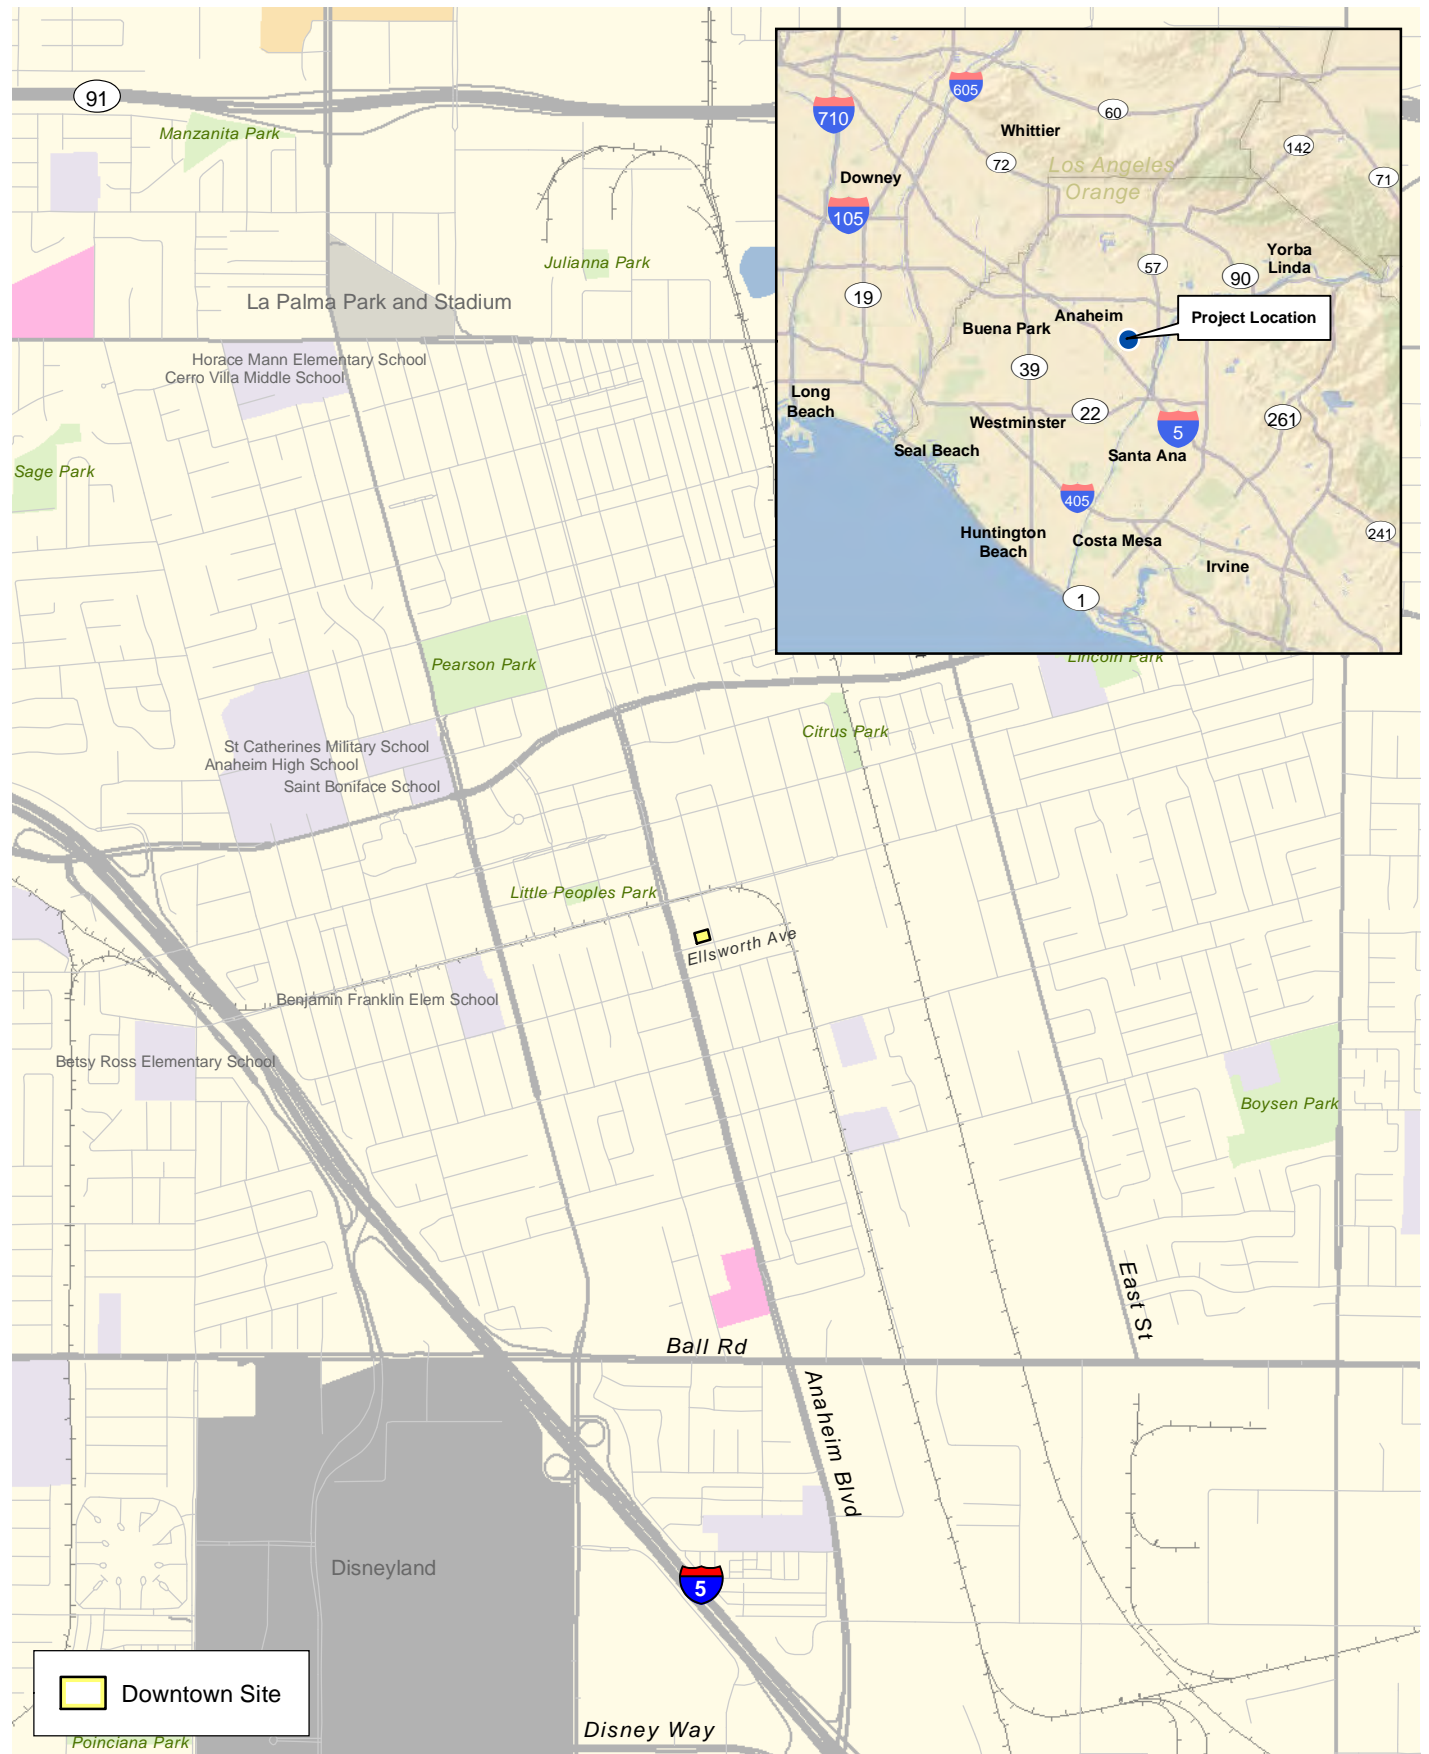 91
Manzanita Park
Julianna Park
La Palma Park and Stadium
Horace Mann Elementary School
Cerro Villa Middle School
Sage Park
Pearson Park
St Catherines Military School
Anaheim High School
Saint Boniface School
Citrus Park
Lincoln Park
Little Peoples Park
Ellsworth Ave
Benjamin Franklin Elem School
Betsy Ross Elementary School
Boysen Park
East St
Ball Rd
Anaheim Blvd
Disneyland
5
Disney Way
Poinciana Park
Downtown Site
605
710
60
Whittier
142
72
Los Angeles
Orange
71
Downey
105
Yorba
Linda
57
90
19
Anaheim
Project Location
Buena Park
39
Long
Beach
22
261
Westminster
5
Seal Beach
Santa Ana
405
241
Huntington
Beach
Costa Mesa
Irvine
1